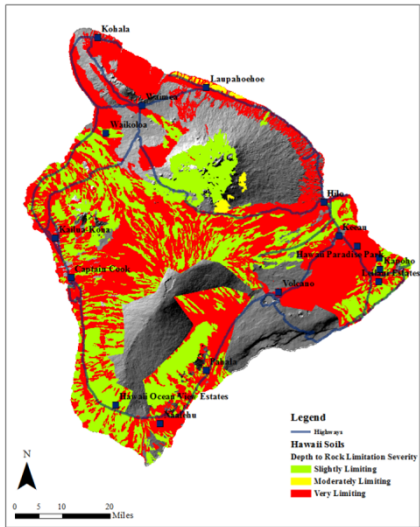 Kohala
Laupahoehoe
Waimea
Waikoloa
Hilo
Kailua-Kona
Keaau
Hawaii Paradise Park
Kapoho
Estates
Captain Cook
Volcano
Pahala
Hawaii Ocean View Estates
Naalehu
Legend
Highways
Hawaii Soils
Depth to Rock Limitation Severity
Slightly Limiting
Moderately Limiting
Very Limiting
N
0 5 10 20
Miles